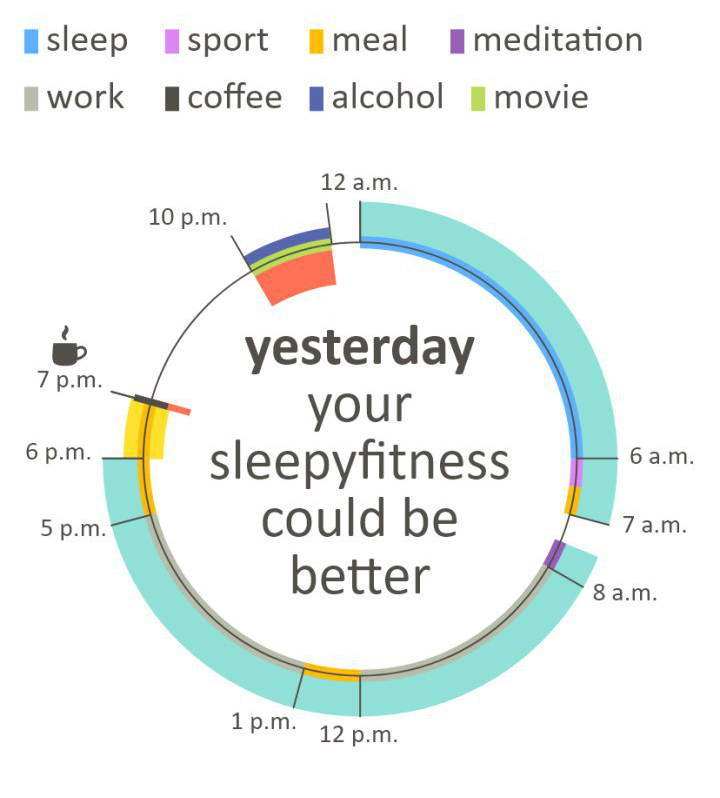 sleep sport meal meditation
work coffee alcohol movie
12 a.m.
10 p.m.
7 p.m.
6 p.m.
5 p.m.
6 a.m.
7 a.m.
8 a.m.
1 p.m.
12 p.m.
yesterday
your
sleepyfitness
could be
better